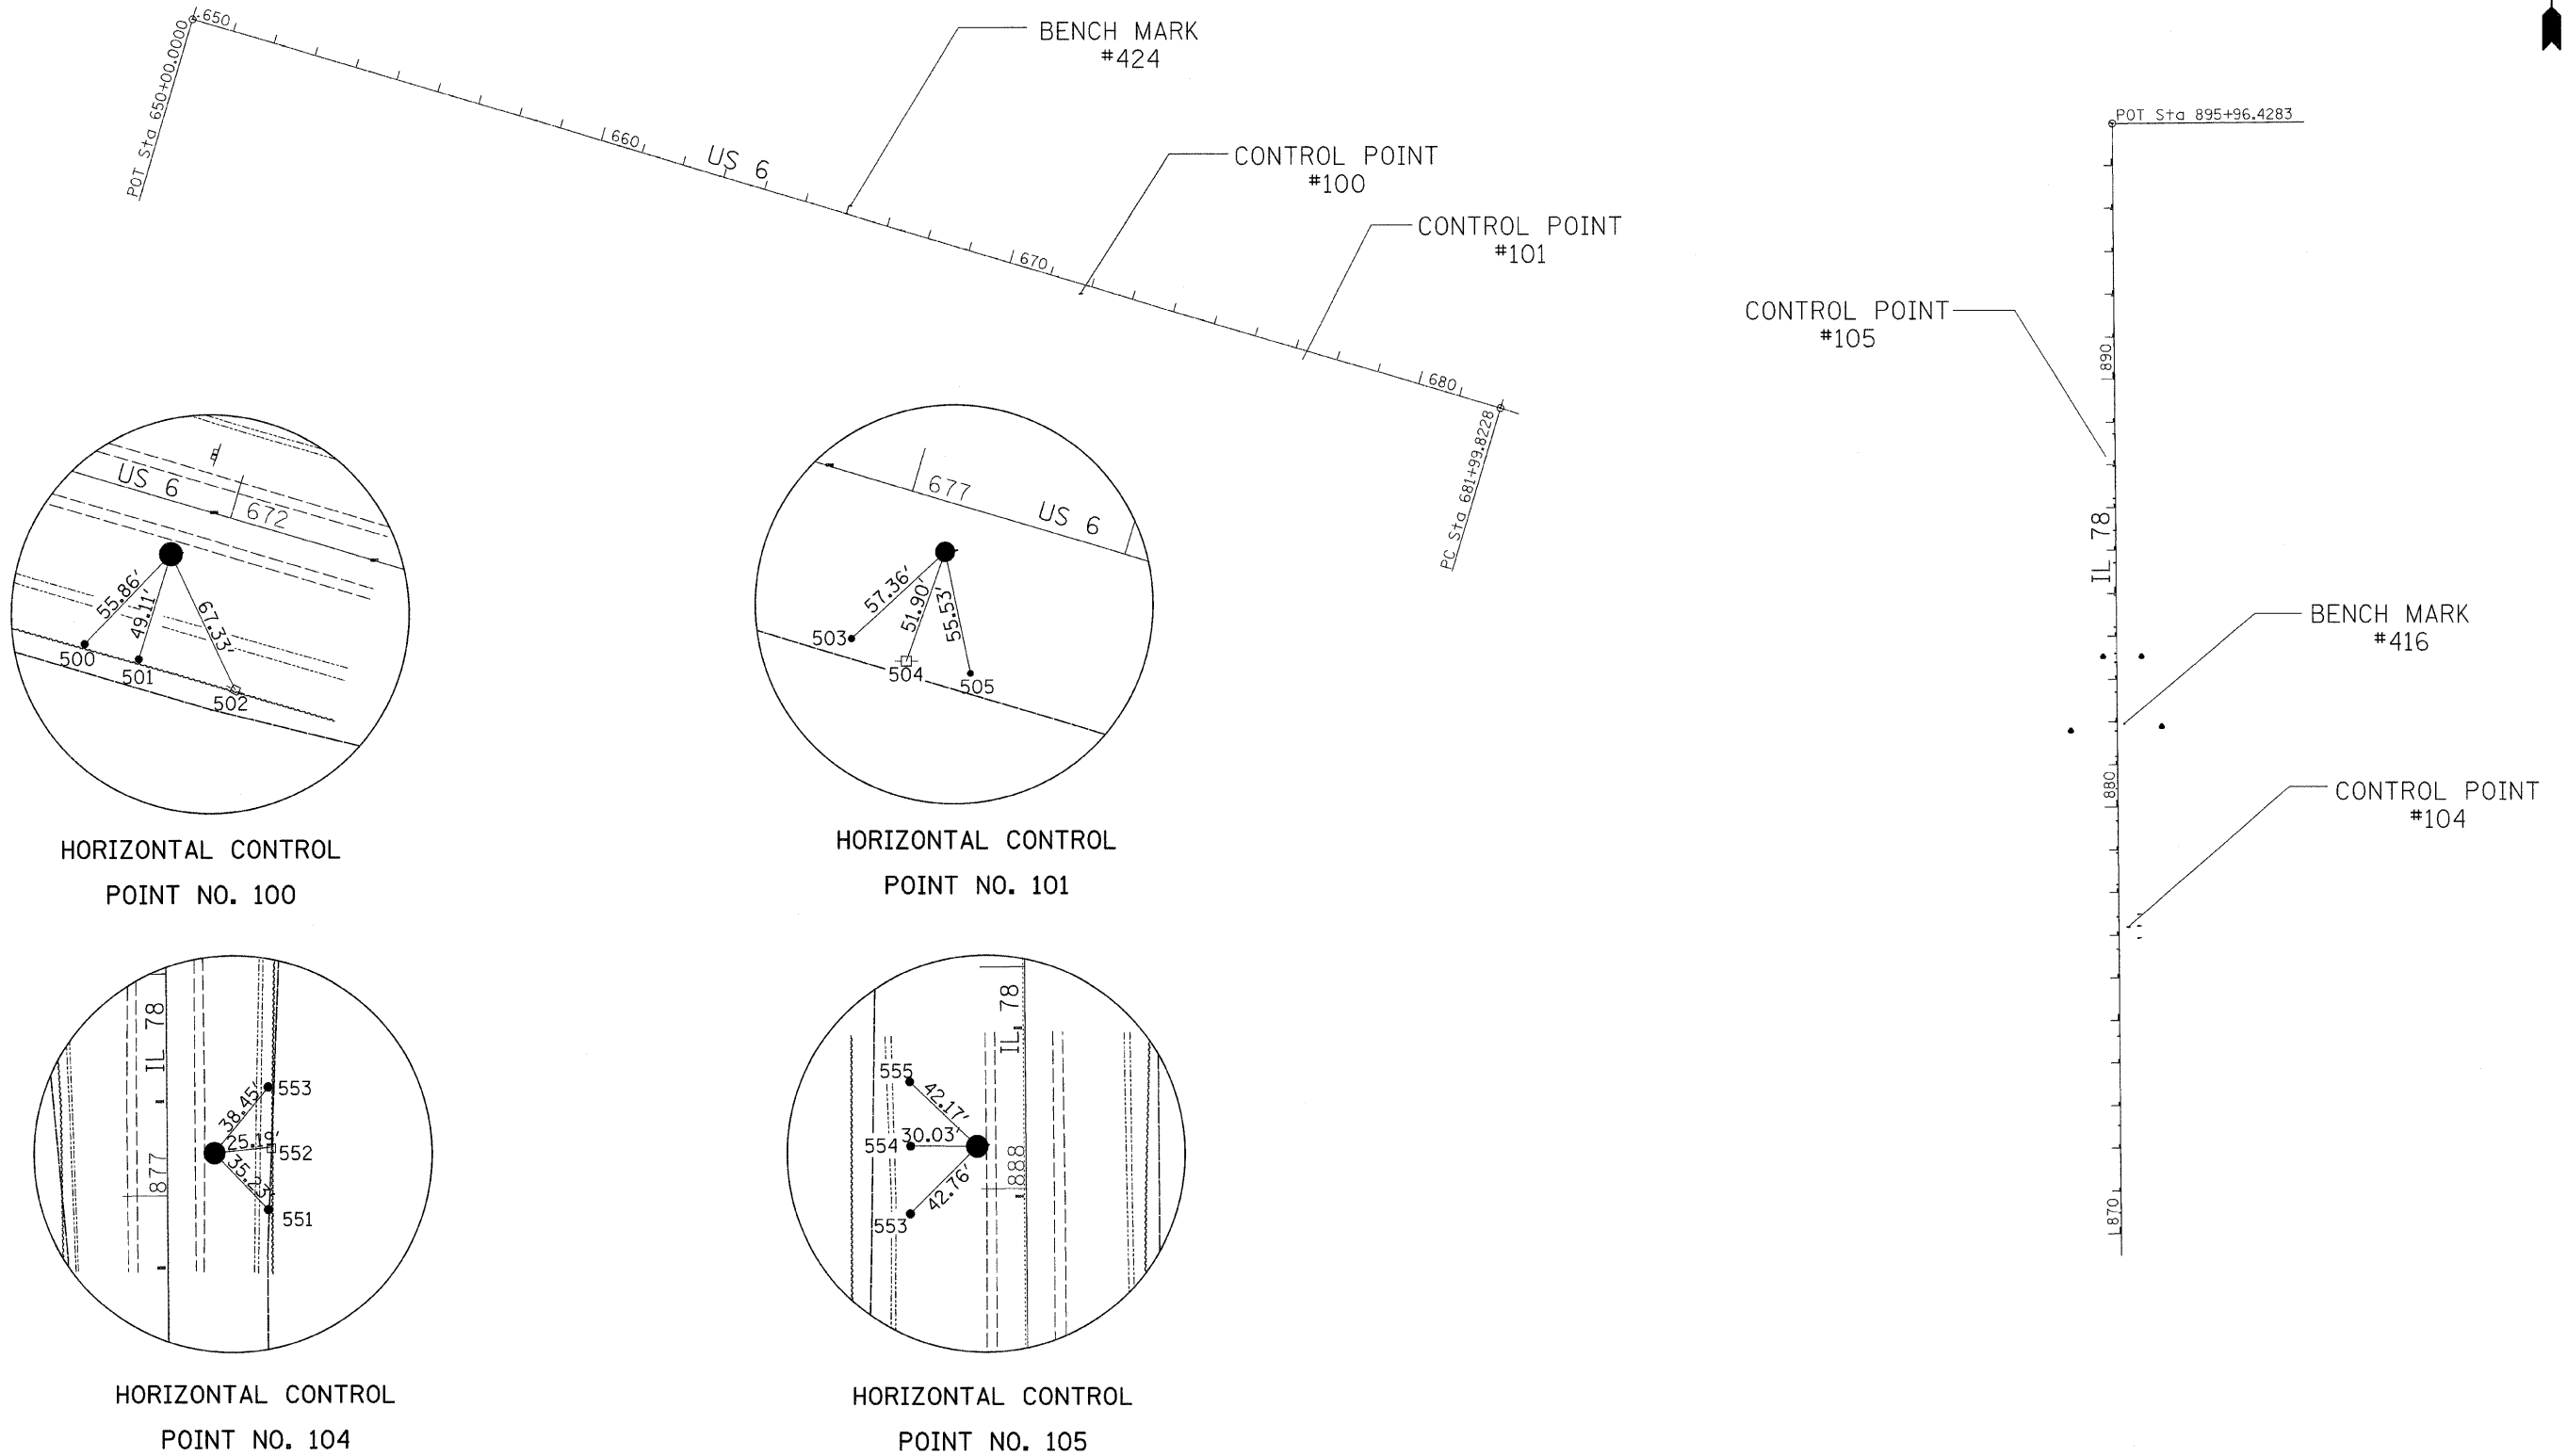 650
POT Sta 650+00.0000
BENCH MARK
#424
660
US 6
CONTROL POINT
#100
CONTROL POINT
#101
670
680
PC Sta 681+99.8228
POT Sta 895+96.4283
CONTROL POINT
#105
890
IL 78
BENCH MARK
#416
880
CONTROL POINT
#104
870
US 6
672
55.86'
49.11'
67.33'
500
501
502
HORIZONTAL CONTROL
POINT NO. 100
677
US 6
57.36'
51.90'
55.53'
503
504
505
HORIZONTAL CONTROL
POINT NO. 101
IL 78
877
38.45'
553
25.19'
552
35.23'
551
HORIZONTAL CONTROL
POINT NO. 104
IL 78
888
555
42.17'
554
30.03'
42.76'
553
HORIZONTAL CONTROL
POINT NO. 105